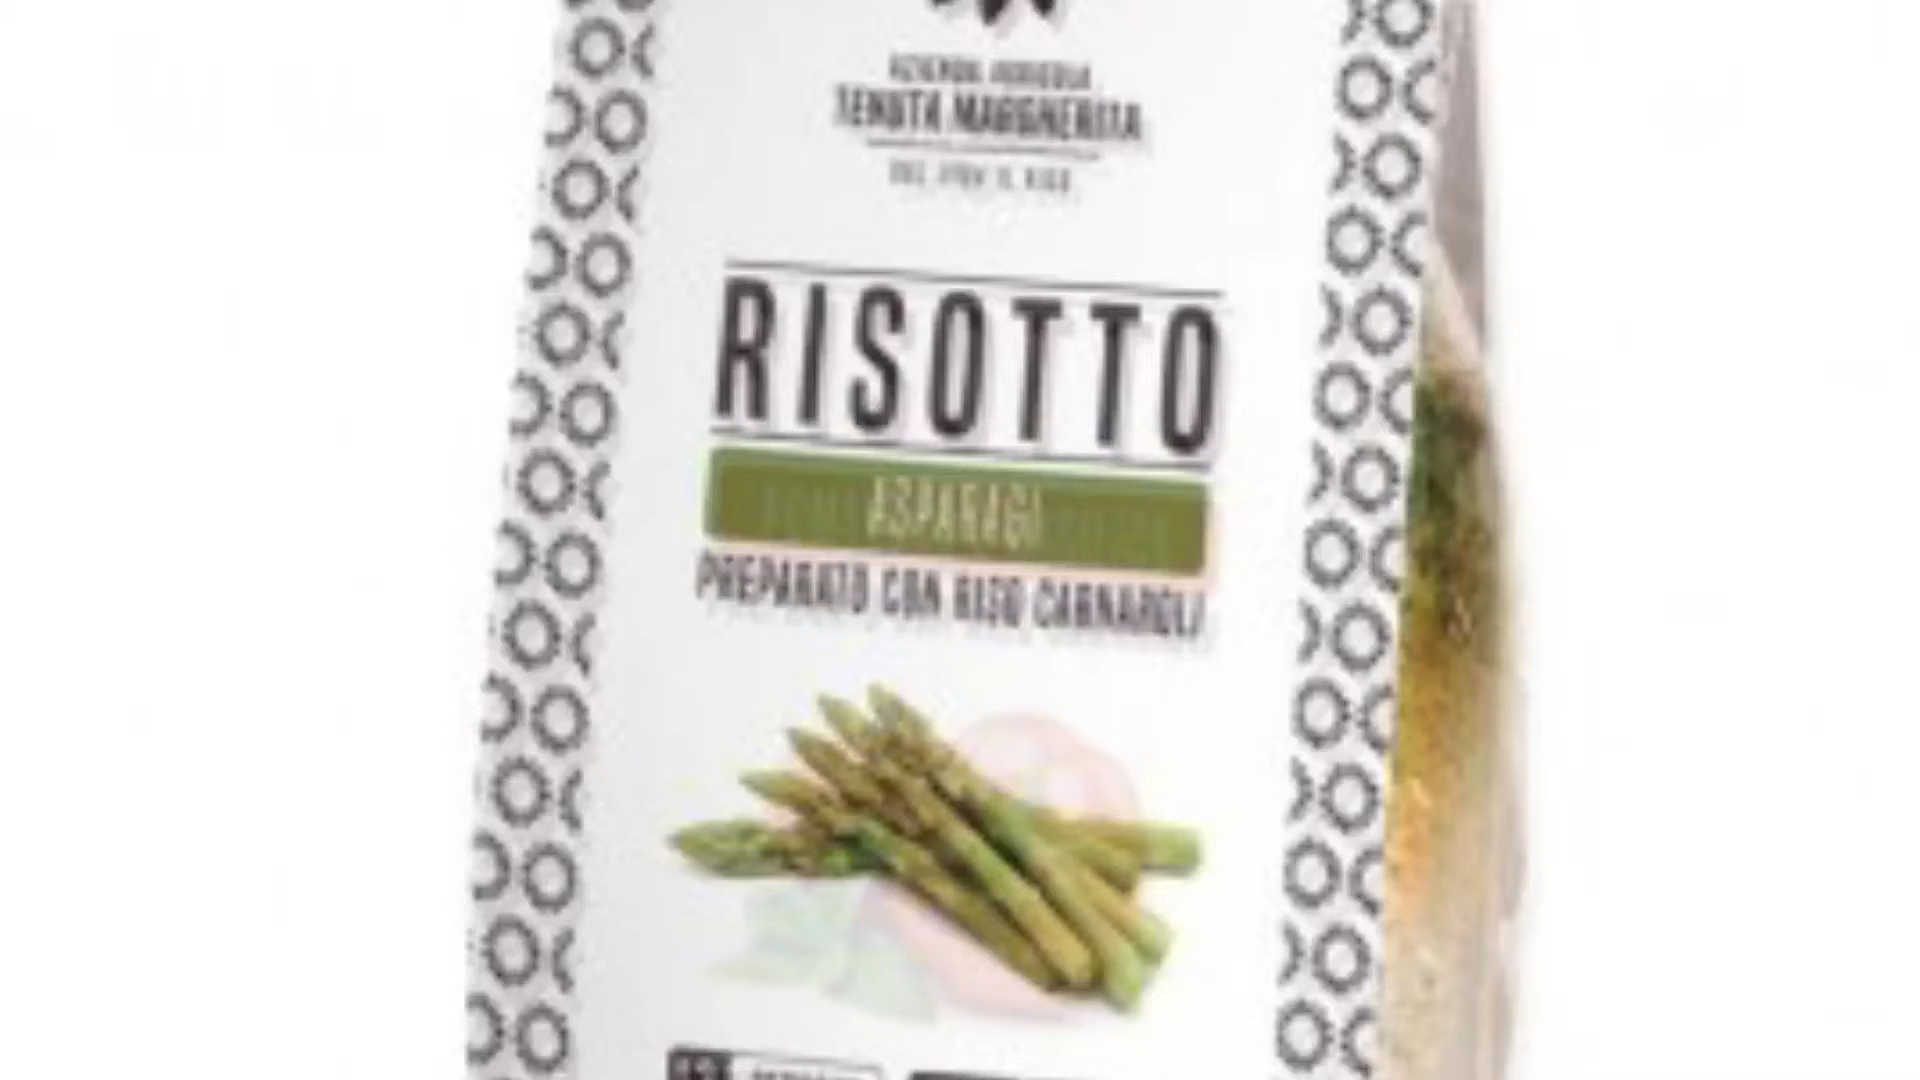 AZIENDA AGRICOLA
TENUTA MARGHERITA
RISOTTO
ASPARAGI
PREPARATO CON RISO CARNAROLI